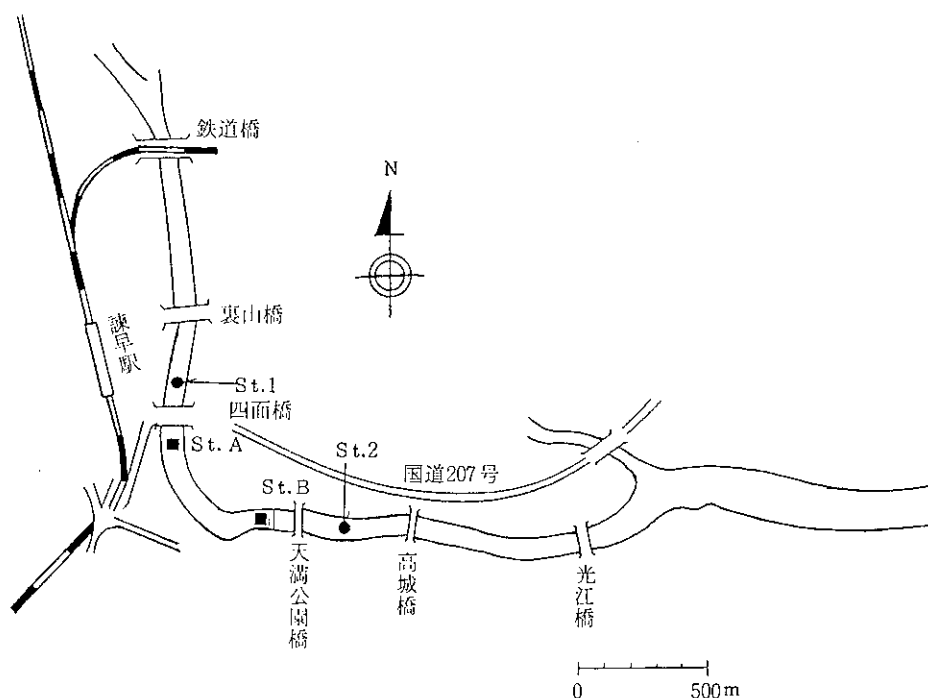 鉄道橋
N
裏山橋
諫早駅
St.1
四面橋
St.A
St.2
国道207号
St.B
天満公園橋
高城橋
光江橋
0 500m